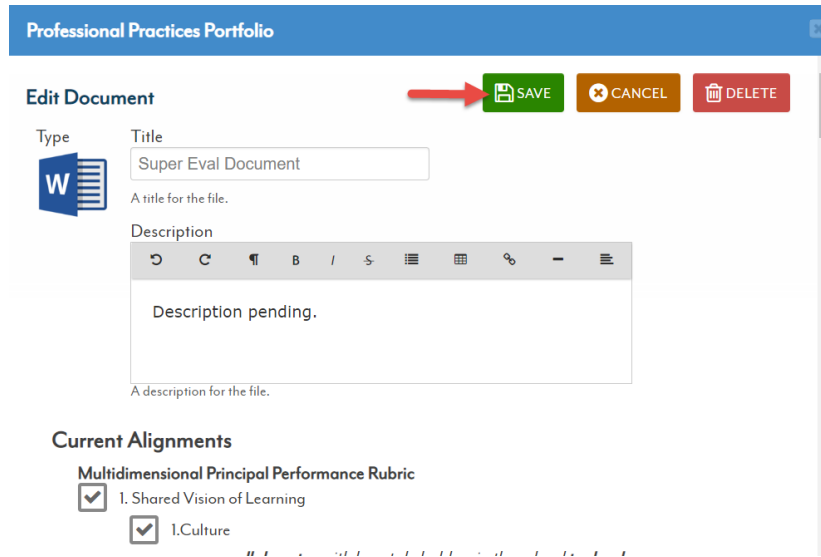 Professional Practices Portfolio
Edit Document
SAVE
CANCEL
DELETE
Type
Title
W
Super Eval Document
A title for the file.
Description
B I S
Description pending.
A description for the file.
Current Alignments
Multidimensional Principal Performance Rubric
1. Shared Vision of Learning
1.Culture